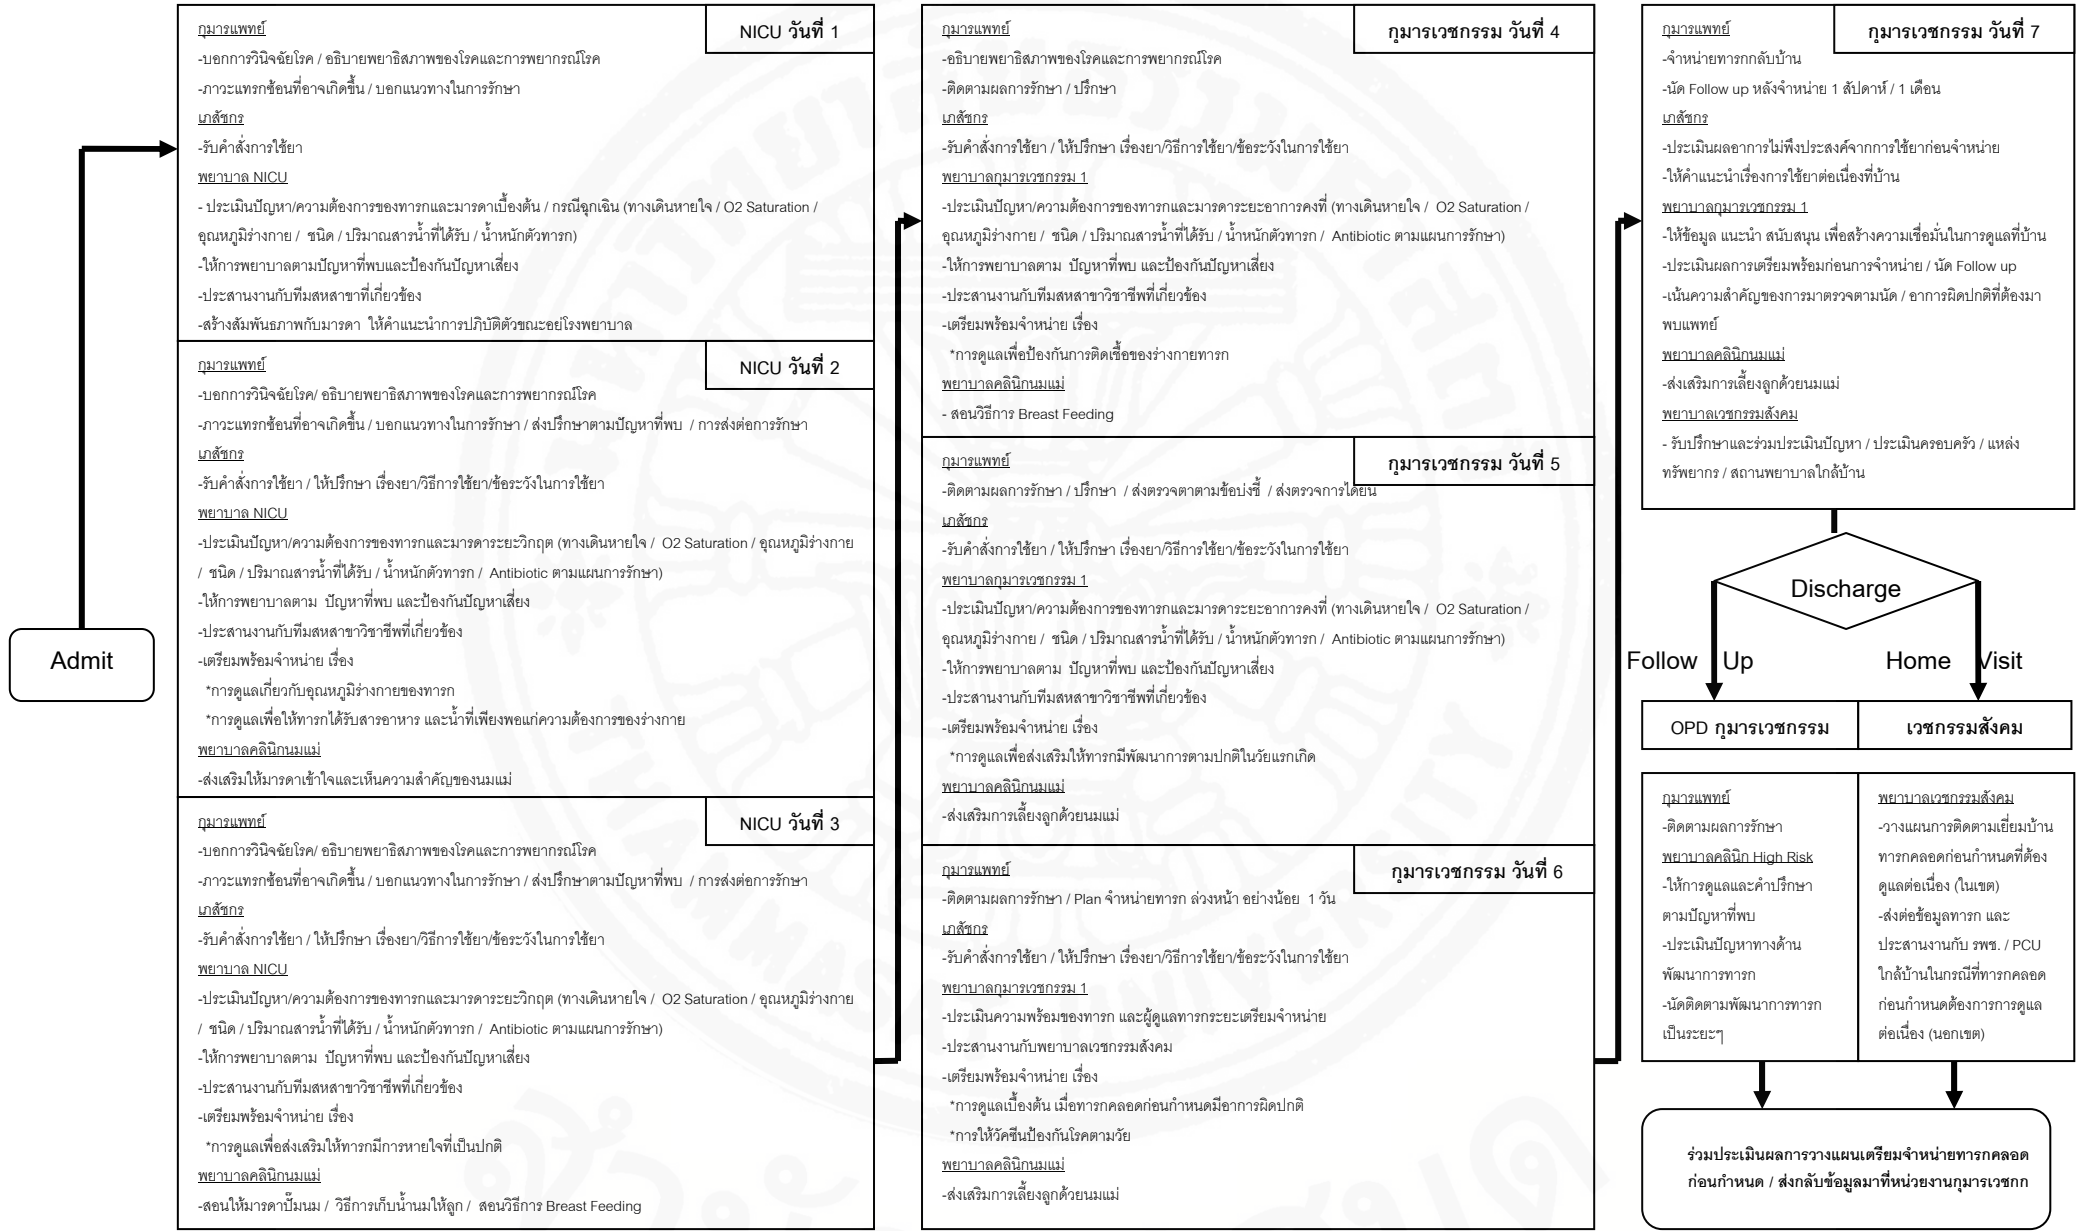 Admit
NICU วันที่ 1
กุมารแพทย์
-บอกการวินิจฉัยโรค / อธิบายพยาธิสภาพของโรคและการพยากรณ์โรค
-ภาวะแทรกซ้อนที่อาจเกิดขึ้น / บอกแนวทางในการรักษา
เภสัชกร
-รับคำสั่งการใช้ยา
พยาบาล NICU
- ประเมินปัญหา/ความต้องการของทารกและมารดาเบื้องต้น / กรณีฉุกเฉิน (ทางเดินหายใจ / O2 Saturation /
อุณหภูมิร่างกาย / ชนิด / ปริมาณสารน้ำที่ได้รับ / น้ำหนักตัวทารก)
-ให้การพยาบาลตามปัญหาที่พบและป้องกันปัญหาเสี่ยง
-ประสานงานกับทีมสหสาขาที่เกี่ยวข้อง
-สร้างสัมพันธภาพกับมารดา ให้คำแนะนำการปฏิบัติตัวขณะอยู่โรงพยาบาล
NICU วันที่ 2
กุมารแพทย์
-บอกการวินิจฉัยโรค/ อธิบายพยาธิสภาพของโรคและการพยากรณ์โรค
-ภาวะแทรกซ้อนที่อาจเกิดขึ้น / บอกแนวทางในการรักษา / ส่งปรึกษาตามปัญหาที่พบ / การส่งต่อการรักษา
เภสัชกร
-รับคำสั่งการใช้ยา / ให้ปรึกษา เรื่องยา/วิธีการใช้ยา/ข้อระวังในการใช้ยา
พยาบาล NICU
-ประเมินปัญหา/ความต้องการของทารกและมารดาระยะวิกฤต (ทางเดินหายใจ / O2 Saturation / อุณหภูมิร่างกาย
/ ชนิด / ปริมาณสารน้ำที่ได้รับ / น้ำหนักตัวทารก / Antibiotic ตามแผนการรักษา)
-ให้การพยาบาลตาม ปัญหาที่พบ และป้องกันปัญหาเสี่ยง
-ประสานงานกับทีมสหสาขาวิชาชีพที่เกี่ยวข้อง
-เตรียมพร้อมจำหน่าย เรื่อง
*การดูแลเกี่ยวกับอุณหภูมิร่างกายของทารก
*การดูแลเพื่อให้ทารกได้รับสารอาหาร และน้ำที่เพียงพอแก่ความต้องการของร่างกาย
พยาบาลคลินิกนมแม่
-ส่งเสริมให้มารดาเข้าใจและเห็นความสำคัญของนมแม่
NICU วันที่ 3
กุมารแพทย์
-บอกการวินิจฉัยโรค/ อธิบายพยาธิสภาพของโรคและการพยากรณ์โรค
-ภาวะแทรกซ้อนที่อาจเกิดขึ้น / บอกแนวทางในการรักษา / ส่งปรึกษาตามปัญหาที่พบ / การส่งต่อการรักษา
เภสัชกร
-รับคำสั่งการใช้ยา / ให้ปรึกษา เรื่องยา/วิธีการใช้ยา/ข้อระวังในการใช้ยา
พยาบาล NICU
-ประเมินปัญหา/ความต้องการของทารกและมารดาระยะวิกฤต (ทางเดินหายใจ / O2 Saturation / อุณหภูมิร่างกาย
/ ชนิด / ปริมาณสารน้ำที่ได้รับ / น้ำหนักตัวทารก / Antibiotic ตามแผนการรักษา)
-ให้การพยาบาลตาม ปัญหาที่พบ และป้องกันปัญหาเสี่ยง
-ประสานงานกับทีมสหสาขาวิชาชีพที่เกี่ยวข้อง
-เตรียมพร้อมจำหน่าย เรื่อง
*การดูแลเพื่อส่งเสริมให้ทารกมีการหายใจที่เป็นปกติ
พยาบาลคลินิกนมแม่
-สอนให้มารดาปั๊มนม / วิธีการเก็บน้ำนมให้ลูก / สอนวิธีการ Breast Feeding
กุมารเวชกรรม วันที่ 4
กุมารแพทย์
-อธิบายพยาธิสภาพของโรคและการพยากรณ์โรค
-ติดตามผลการรักษา / ปรึกษา
เภสัชกร
-รับคำสั่งการใช้ยา / ให้ปรึกษา เรื่องยา/วิธีการใช้ยา/ข้อระวังในการใช้ยา
พยาบาลกุมารเวชกรรม 1
-ประเมินปัญหา/ความต้องการของทารกและมารดาระยะอาการคงที่ (ทางเดินหายใจ / O2 Saturation /
อุณหภูมิร่างกาย / ชนิด / ปริมาณสารน้ำที่ได้รับ / น้ำหนักตัวทารก / Antibiotic ตามแผนการรักษา)
-ให้การพยาบาลตาม ปัญหาที่พบ และป้องกันปัญหาเสี่ยง
-ประสานงานกับทีมสหสาขาวิชาชีพที่เกี่ยวข้อง
-เตรียมพร้อมจำหน่าย เรื่อง
*การดูแลเพื่อป้องกันการติดเชื้อของร่างกายทารก
พยาบาลคลินิกนมแม่
- สอนวิธีการ Breast Feeding
กุมารเวชกรรม วันที่ 5
กุมารแพทย์
-ติดตามผลการรักษา / ปรึกษา / ส่งตรวจตาตามข้อบ่งชี้ / ส่งตรวจการได้ยิน
เภสัชกร
-รับคำสั่งการใช้ยา / ให้ปรึกษา เรื่องยา/วิธีการใช้ยา/ข้อระวังในการใช้ยา
พยาบาลกุมารเวชกรรม 1
-ประเมินปัญหา/ความต้องการของทารกและมารดาระยะอาการคงที่ (ทางเดินหายใจ / O2 Saturation /
อุณหภูมิร่างกาย / ชนิด / ปริมาณสารน้ำที่ได้รับ / น้ำหนักตัวทารก / Antibiotic ตามแผนการรักษา)
-ให้การพยาบาลตาม ปัญหาที่พบ และป้องกันปัญหาเสี่ยง
-ประสานงานกับทีมสหสาขาวิชาชีพที่เกี่ยวข้อง
-เตรียมพร้อมจำหน่าย เรื่อง
*การดูแลเพื่อส่งเสริมให้ทารกมีพัฒนาการตามปกติในวัยแรกเกิด
พยาบาลคลินิกนมแม่
-ส่งเสริมการเลี้ยงลูกด้วยนมแม่
กุมารเวชกรรม วันที่ 6
กุมารแพทย์
-ติดตามผลการรักษา / Plan จำหน่ายทารก ล่วงหน้า อย่างน้อย 1 วัน
เภสัชกร
-รับคำสั่งการใช้ยา / ให้ปรึกษา เรื่องยา/วิธีการใช้ยา/ข้อระวังในการใช้ยา
พยาบาลกุมารเวชกรรม 1
-ประเมินความพร้อมของทารก และผู้ดูแลทารกระยะเตรียมจำหน่าย
-ประสานงานกับพยาบาลเวชกรรมสังคม
-เตรียมพร้อมจำหน่าย เรื่อง
*การดูแลเบื้องต้น เมื่อทารกคลอดก่อนกำหนดมีอาการผิดปกติ
*การให้วัคซีนป้องกันโรคตามวัย
พยาบาลคลินิกนมแม่
-ส่งเสริมการเลี้ยงลูกด้วยนมแม่
กุมารเวชกรรม วันที่ 7
กุมารแพทย์
-จำหน่ายทารกกลับบ้าน
-นัด Follow up หลังจำหน่าย 1 สัปดาห์ / 1 เดือน
เภสัชกร
-ประเมินผลอาการไม่พึงประสงค์จากการใช้ยาก่อนจำหน่าย
-ให้คำแนะนำเรื่องการใช้ยาต่อเนื่องที่บ้าน
พยาบาลกุมารเวชกรรม 1
-ให้ข้อมูล แนะนำ สนับสนุน เพื่อสร้างความเชื่อมั่นในการดูแลที่บ้าน
-ประเมินผลการเตรียมพร้อมก่อนการจำหน่าย / นัด Follow up
-เน้นความสำคัญของการมาตรวจตามนัด / อาการผิดปกติที่ต้องมา
พบแพทย์
พยาบาลคลินิกนมแม่
-ส่งเสริมการเลี้ยงลูกด้วยนมแม่
พยาบาลเวชกรรมสังคม
- รับปรึกษาและร่วมประเมินปัญหา / ประเมินครอบครัว / แหล่ง
ทรัพยากร / สถานพยาบาลใกล้บ้าน
Discharge
Follow Up
Home Visit
OPD กุมารเวชกรรม
เวชกรรมสังคม
กุมารแพทย์
-ติดตามผลการรักษา
พยาบาลคลินิก High Risk
-ให้การดูแลและคำปรึกษา
ตามปัญหาที่พบ
-ประเมินปัญหาทางด้าน
พัฒนาการทารก
-นัดติดตามพัฒนาการทารก
เป็นระยะๆ
พยาบาลเวชกรรมสังคม
-วางแผนการติดตามเยี่ยมบ้าน
ทารกคลอดก่อนกำหนดที่ต้อง
ดูแลต่อเนื่อง (ในเขต)
-ส่งต่อข้อมูลทารก และ
ประสานงานกับ รพช. / PCU
ใกล้บ้านในกรณีที่ทารกคลอด
ก่อนกำหนดต้องการการดูแล
ต่อเนื่อง (นอกเขต)
ร่วมประเมินผลการวางแผนเตรียมจำหน่ายทารกคลอด
ก่อนกำหนด / ส่งกลับข้อมูลมาที่หน่วยงานกุมารเวชกก